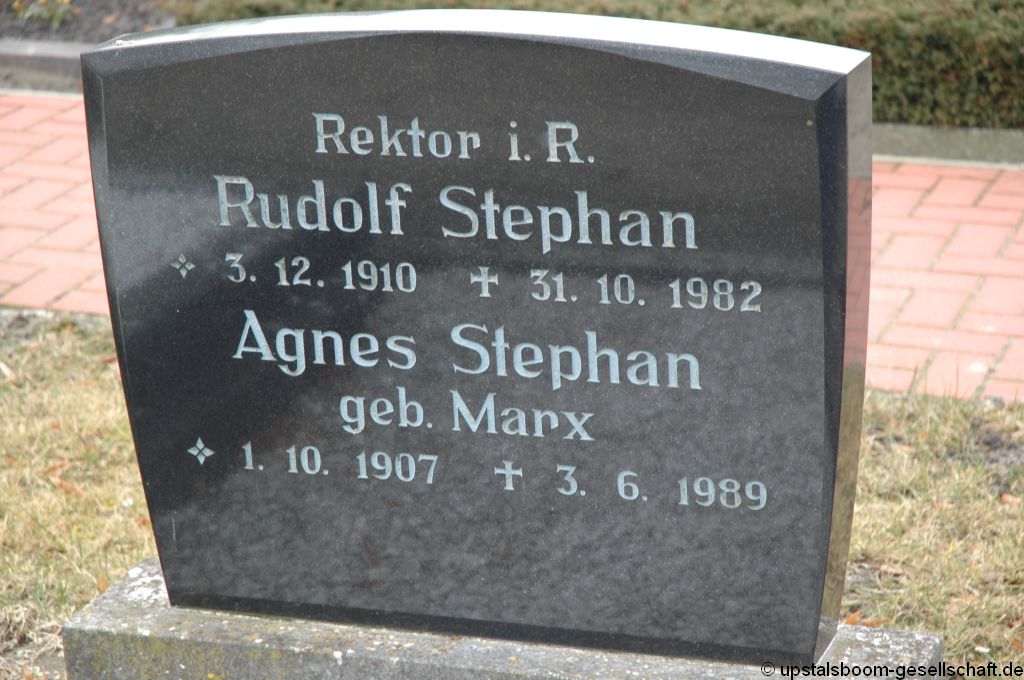 Rektor i. R.
Rudolf Stephan
3. 12. 1910 ✝ 31. 10. 1982
Agnes Stephan
geb. Marx
1. 10. 1907 ✝ 3. 6. 1989
© upstalsboom-gesellschaft.de